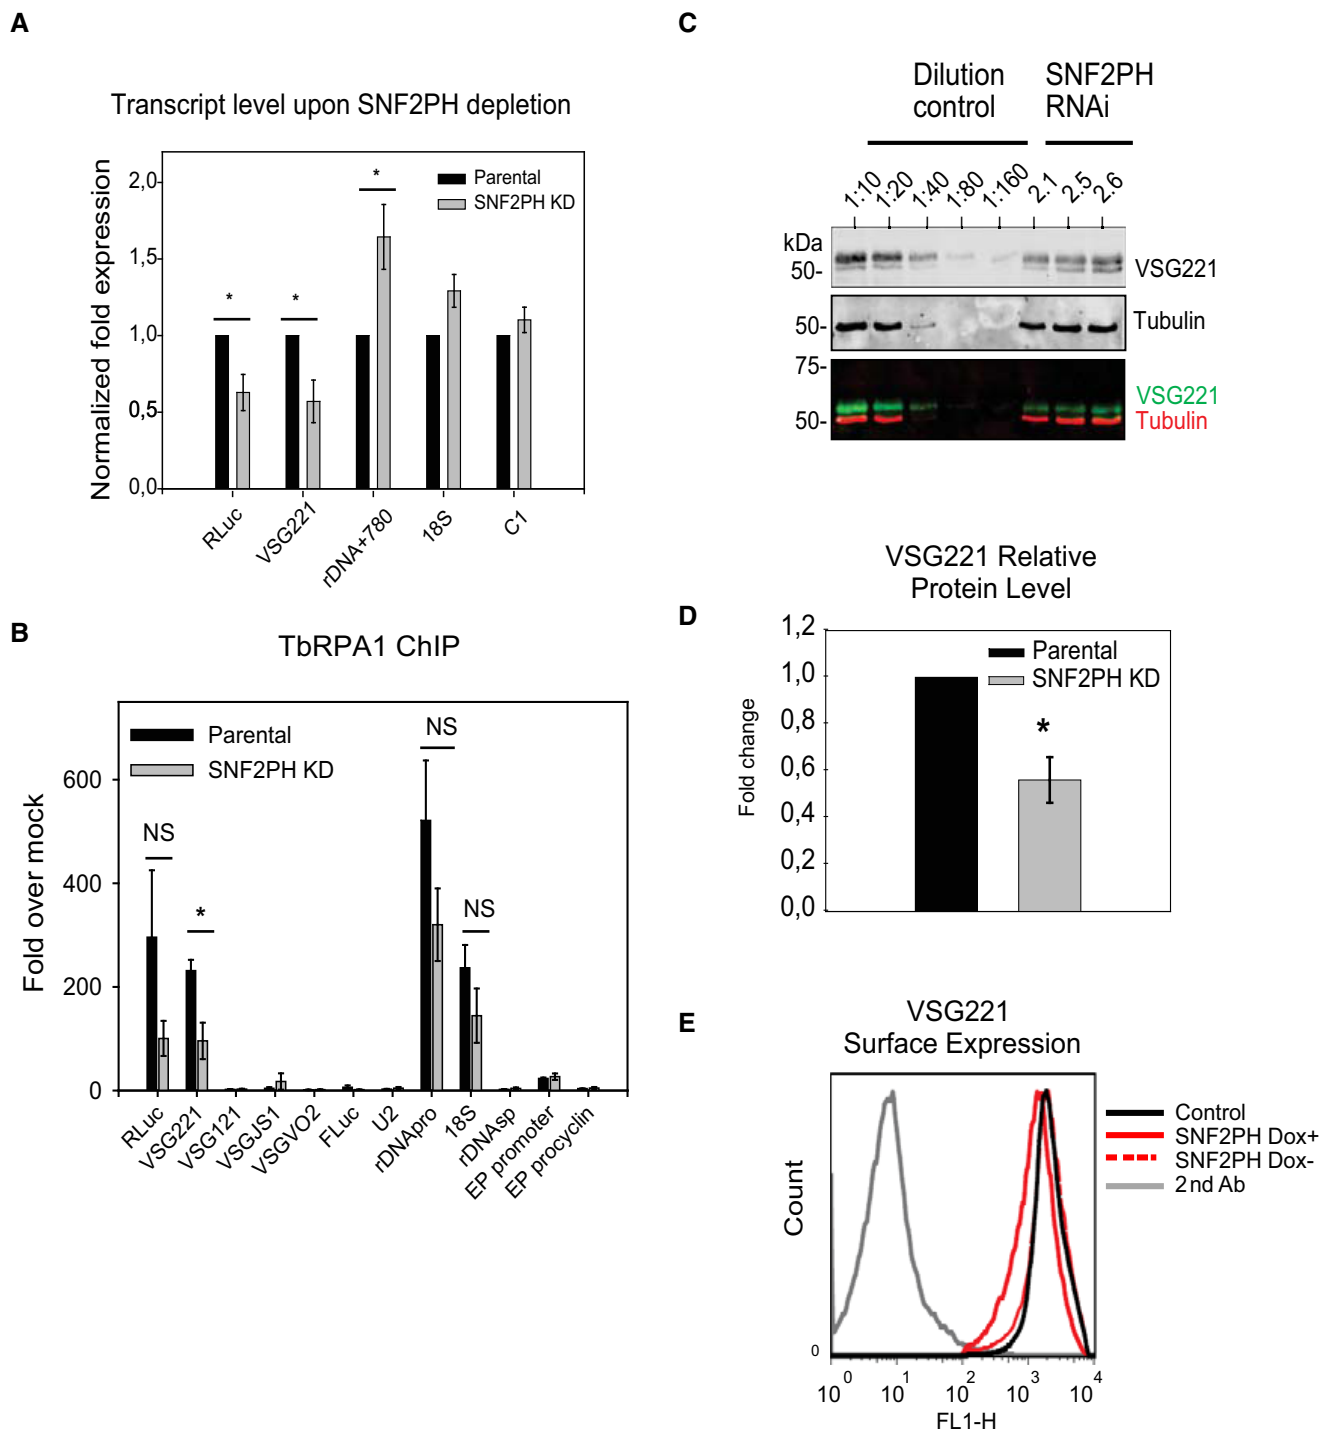 A
Transcript level upon SNF2PH depletion
Normalized fold expression
2,0
1,5
1,0
0,5
0,0
*
*
*
Parental
SNF2PH KD
RLuc
VSG221
rDNA+780
18S
C1
B
TbRPA1 ChIP
Fold over mock
600
400
200
0
Parental
SNF2PH KD
NS
*
NS
NS
RLuc
VSG221
VSG121
VSGJS1
VSGVO2
FLuc
U2
rDNApro
18S
rDNAsp
EP promoter
EP procyclin
C
Dilution control
SNF2PH RNAi
1:10
1:20
1:40
1:80
1:160
2.1
2.5
2.6
kDa
50-
VSG221
50-
Tubulin
75-
50-
VSG221
Tubulin
D
VSG221 Relative
Protein Level
Fold change
1,2
1,0
0,8
0,6
0,4
0,2
0,0
Parental
SNF2PH KD
*
E
VSG221
Surface Expression
Count
0
10^0
10^1
10^2
10^3
10^4
FL1-H
Control
SNF2PH Dox+
SNF2PH Dox-
2nd Ab